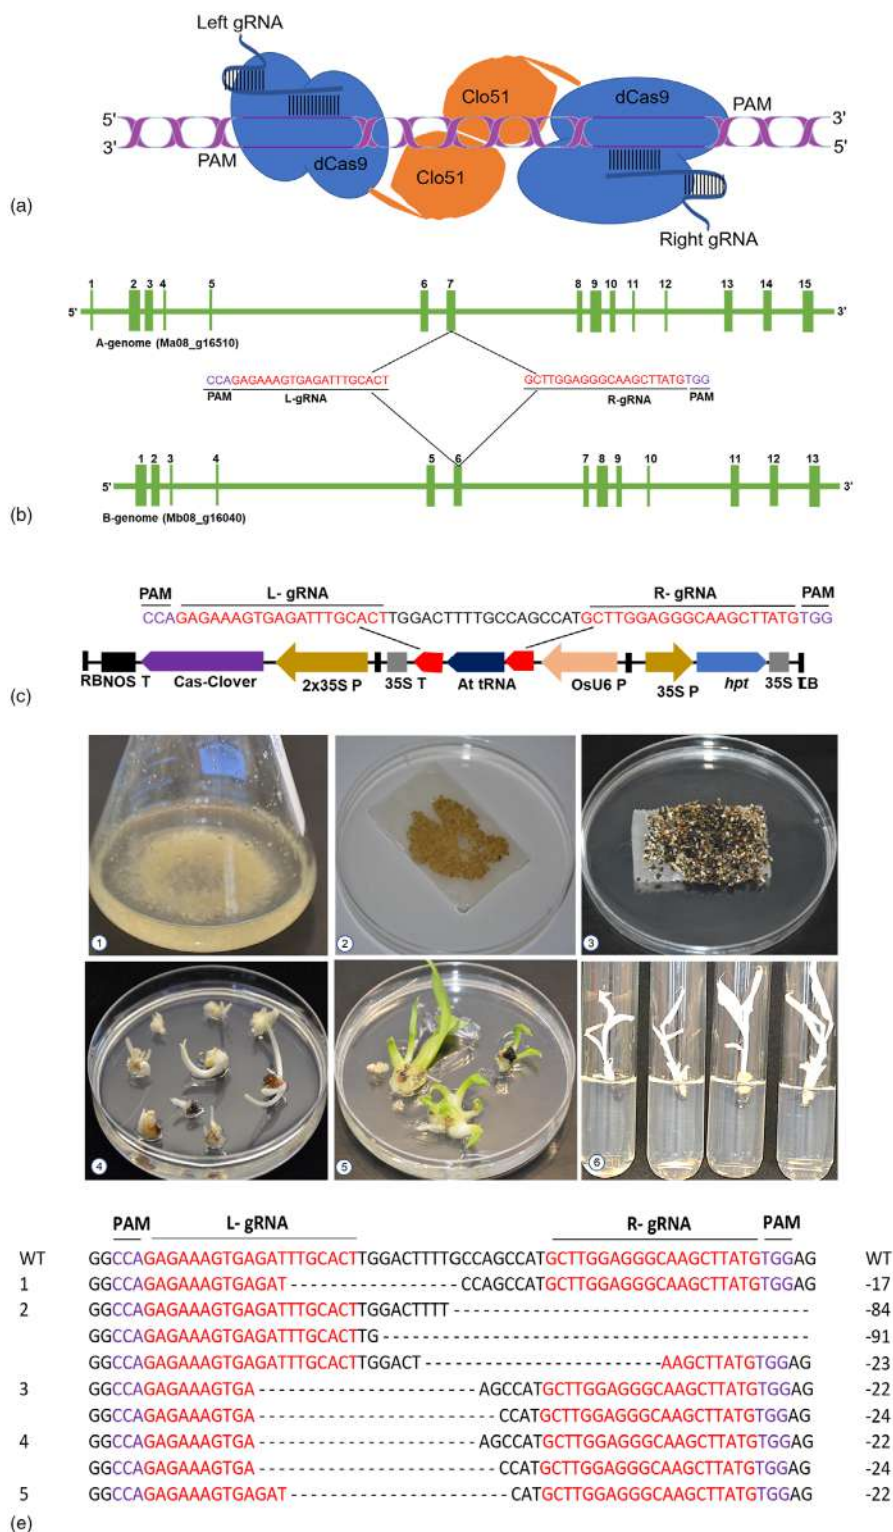 Left gRNA
Clo51
dCas9
PAM
5'
3'
3'
5'
PAM
dCas9
Clo51
Right gRNA
(a)
1 2 3 4 5 6 7 8 9 10 11 12 13 14 15
5'
3'
A-genome (Ma08_g16510)
CCAGAGAAAGTGAGATTTGCACT GCTTGGAGGGCAAGCTTATGTGG
PAM L-gRNA R-gRNA PAM
1 2 3 4 5 6 7 8 9 10 11 12 13
5'
3'
B-genome (Mb08_g16040)
(b)
PAM L- gRNA R- gRNA PAM
CCAGAGAAAGTGAGATTTGCACTTGGACTTTTGCCAGCCATGCTTGGAGGGCAAGCTTATGTGG
RB NOS T Cas-Clover 2x35S P 35S T At tRNA OsU6 P 35S P hpt 35S T LB
(c)
1
2
3
4
5
6
PAM L- gRNA R- gRNA PAM
WT GGCCAGAGAAAGTGAGATTTGCACTTGGACTTTTGCCAGCCATGCTTGGAGGGCAAGCTTATGTGGAG WT
1 GGCCAGAGAAAGTGAGAT-----------------CCAGCCATGCTTGGAGGGCAAGCTTATGTGGAG -17
2 GGCCAGAGAAAGTGAGATTTGCACTTGGACTTTT---------------------------------- -84
GGCCAGAGAAAGTGAGATTTGCACTTG----------------------------------------- -91
GGCCAGAGAAAGTGAGATTTGCACTTGGACT-----------------------AAGCTTATGTGGAG -23
3 GGCCAGAGAAAGTGA----------------------AGCCATGCTTGGAGGGCAAGCTTATGTGGAG -22
GGCCAGAGAAAGTGA------------------------CCATGCTTGGAGGGCAAGCTTATGTGGAG -24
4 GGCCAGAGAAAGTGA----------------------AGCCATGCTTGGAGGGCAAGCTTATGTGGAG -22
GGCCAGAGAAAGTGA------------------------CCATGCTTGGAGGGCAAGCTTATGTGGAG -24
5 GGCCAGAGAAAGTGAGAT----------------------CATGCTTGGAGGGCAAGCTTATGTGGAG -22
(e)